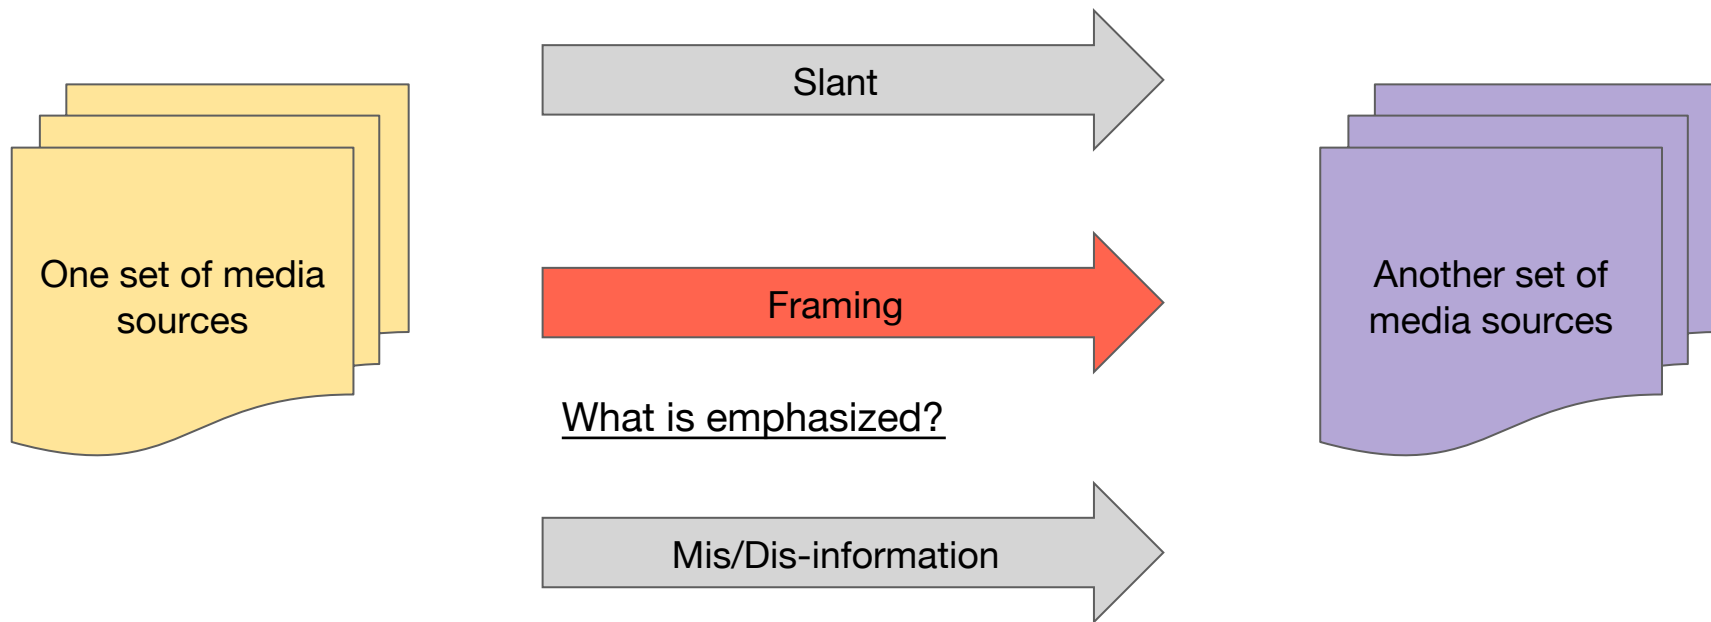 Slant
One set of media
sources
Framing
Another set of
media sources
What is emphasized?
Mis/Dis-information